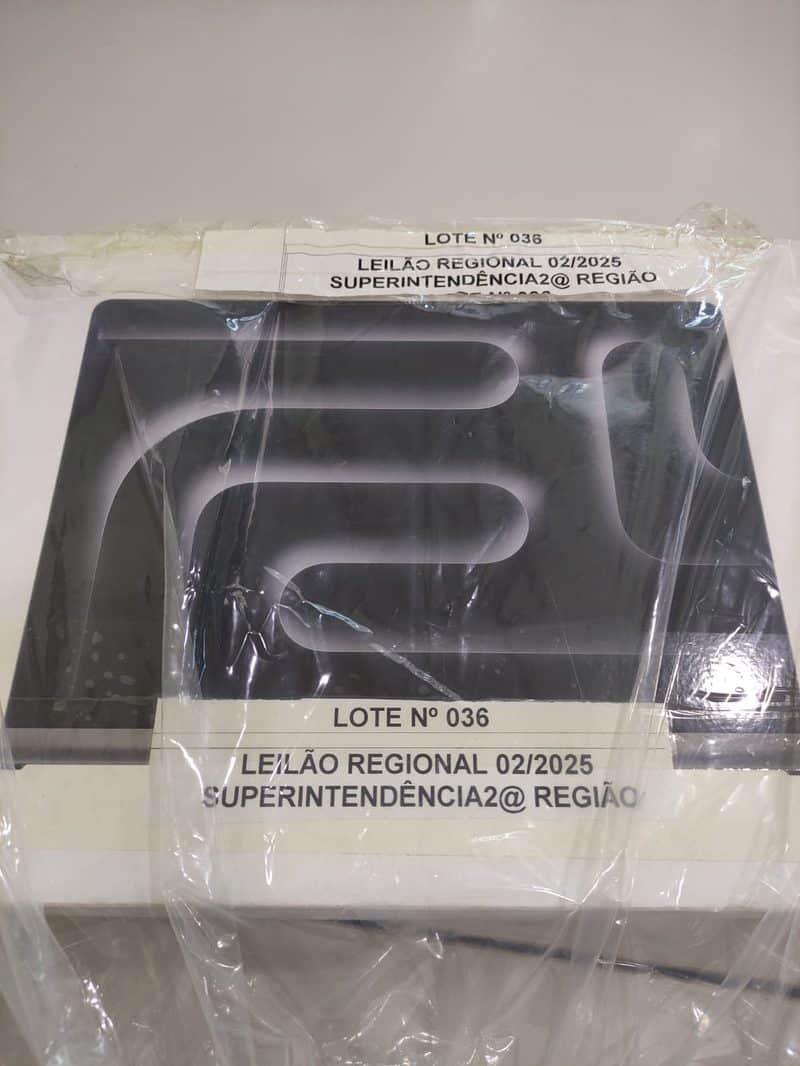 LOTE Nº 036
LEILÃO REGIONAL 02/2025
SUPERINTENDÊNCIA2@ REGIÃO
LOTE Nº 036
LEILÃO REGIONAL 02/2025
SUPERINTENDÊNCIA2@ REGIÃO